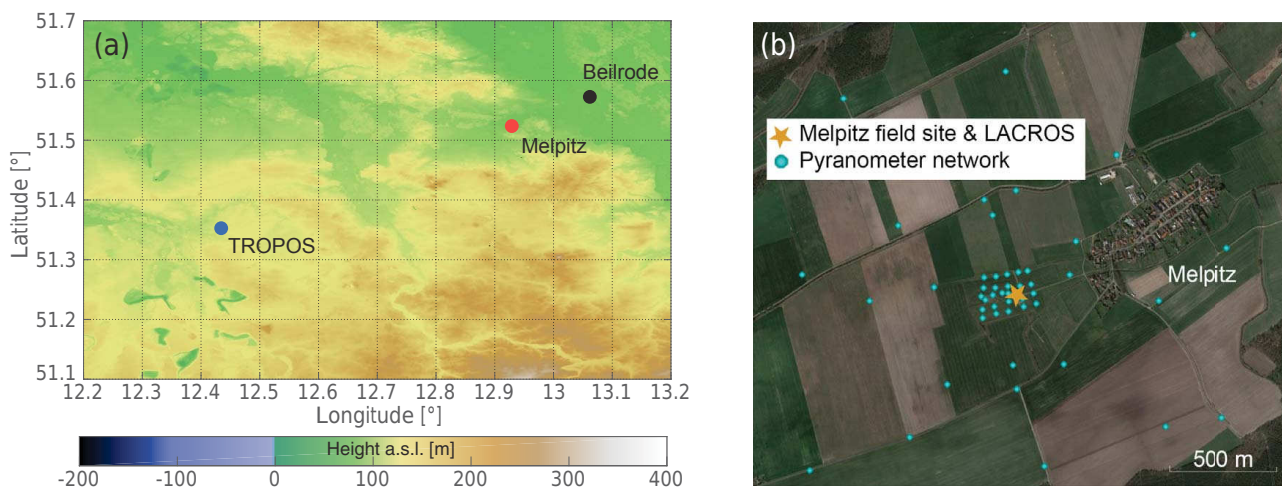 (a)
51.7
51.6
51.5
51.4
51.3
51.2
51.1
Latitude [°]
Beilrode
Melpitz
TROPOS
12.2 12.3 12.4 12.5 12.6 12.7 12.8 12.9 13 13.1 13.2
Longitude [°]
Height a.s.l. [m]
-200 -100 0 100 200 300 400
(b)
Melpitz field site & LACROS
Pyranometer network
Melpitz
500 m